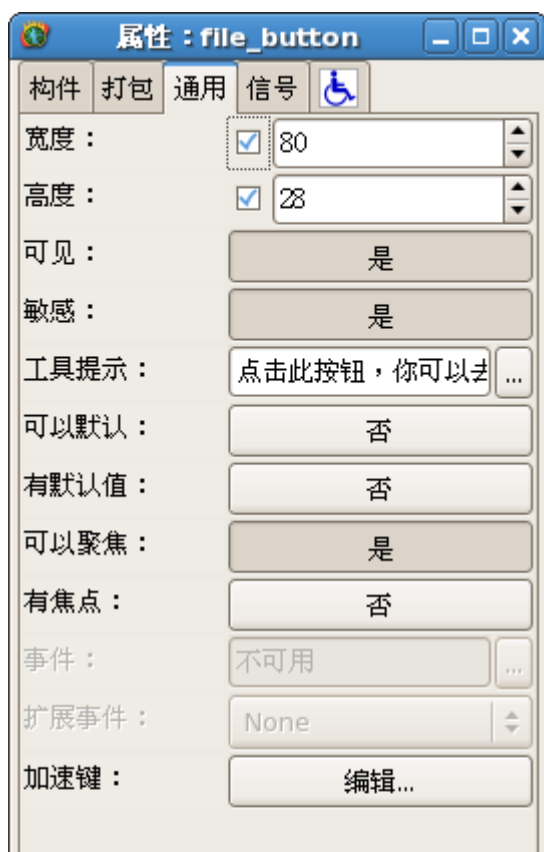 属性：file_button
构件 打包 通用 信号
宽度： 80
高度： 28
可见： 是
敏感： 是
工具提示： 点击此按钮，你可以去 ...
可以默认： 否
有默认值： 否
可以聚焦： 是
有焦点： 否
事件： 不可用 ...
扩展事件： None
加速键： 编辑...